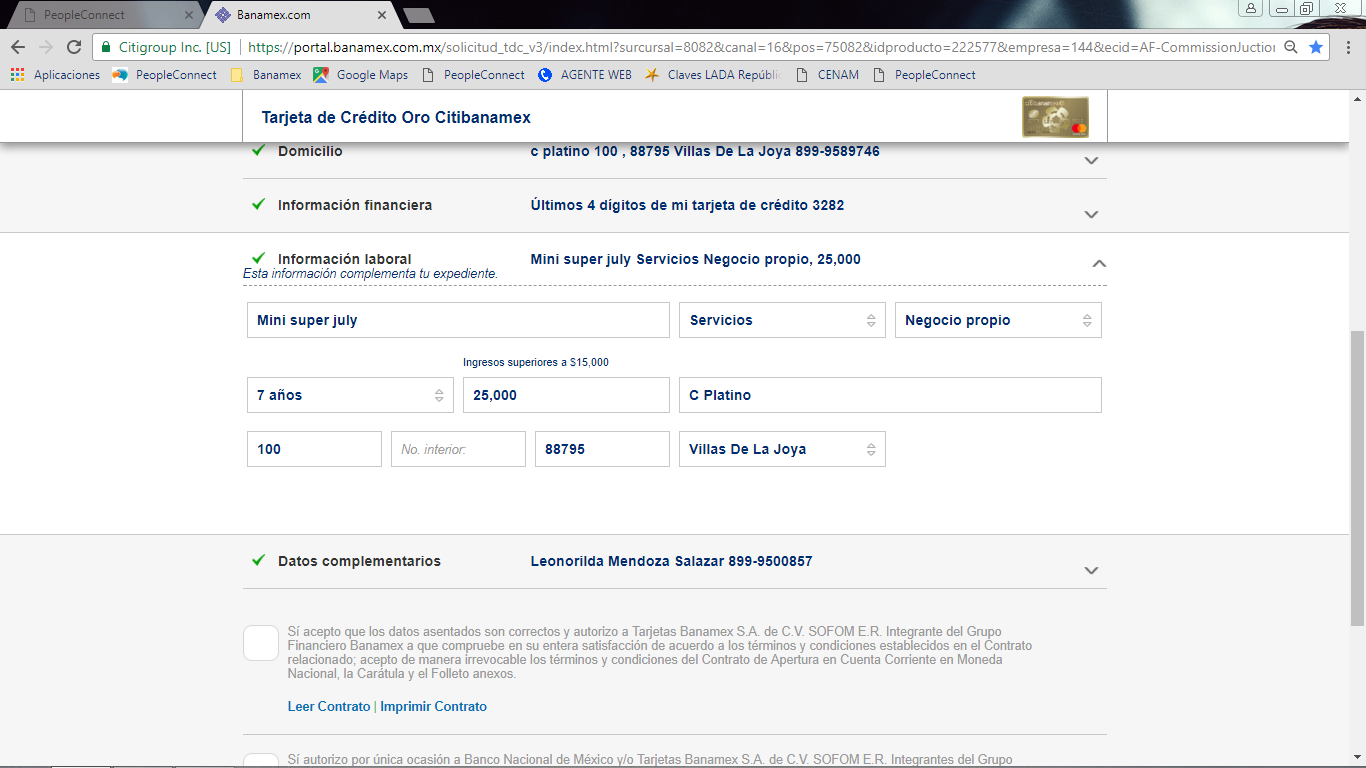 PeopleConnect
Banamex.com
Citigroup Inc. [US] https://portal.banamex.com.mx/solicitud_tdc_v3/index.html?surcursal=8082&canal=16&pos=75082&idproducto=222577&empresa=144&ecid=AF-CommissionJuction
Aplicaciones PeopleConnect Banamex Google Maps PeopleConnect AGENTE WEB Claves LADA Repúbli CENAM PeopleConnect
Tarjeta de Crédito Oro Citibanamex
Domicilio c platino 100 , 88795 Villas De La Joya 899-9589746
Información financiera Últimos 4 dígitos de mi tarjeta de crédito 3282
Información laboral Mini super july Servicios Negocio propio, 25,000
Esta información complementa tu expediente.
Mini super july Servicios Negocio propio
Ingresos superiores a $15,000
7 años 25,000 C Platino
100 No. interior: 88795 Villas De La Joya
Datos complementarios Leonorilda Mendoza Salazar 899-9500857
Sí acepto que los datos asentados son correctos y autorizo a Tarjetas Banamex S.A. de C.V. SOFOM E.R. Integrante del Grupo
Financiero Banamex a que compruebe en su entera satisfacción de acuerdo a los términos y condiciones establecidos en el Contrato
relacionado; acepto de manera irrevocable los términos y condiciones del Contrato de Apertura en Cuenta Corriente en Moneda
Nacional, la Carátula y el Folleto anexos.
Leer Contrato | Imprimir Contrato
Sí autorizo por única ocasión a Banco Nacional de México y/o Tarjetas Banamex S.A. de C.V. SOFOM E.R. Integrantes del Grupo